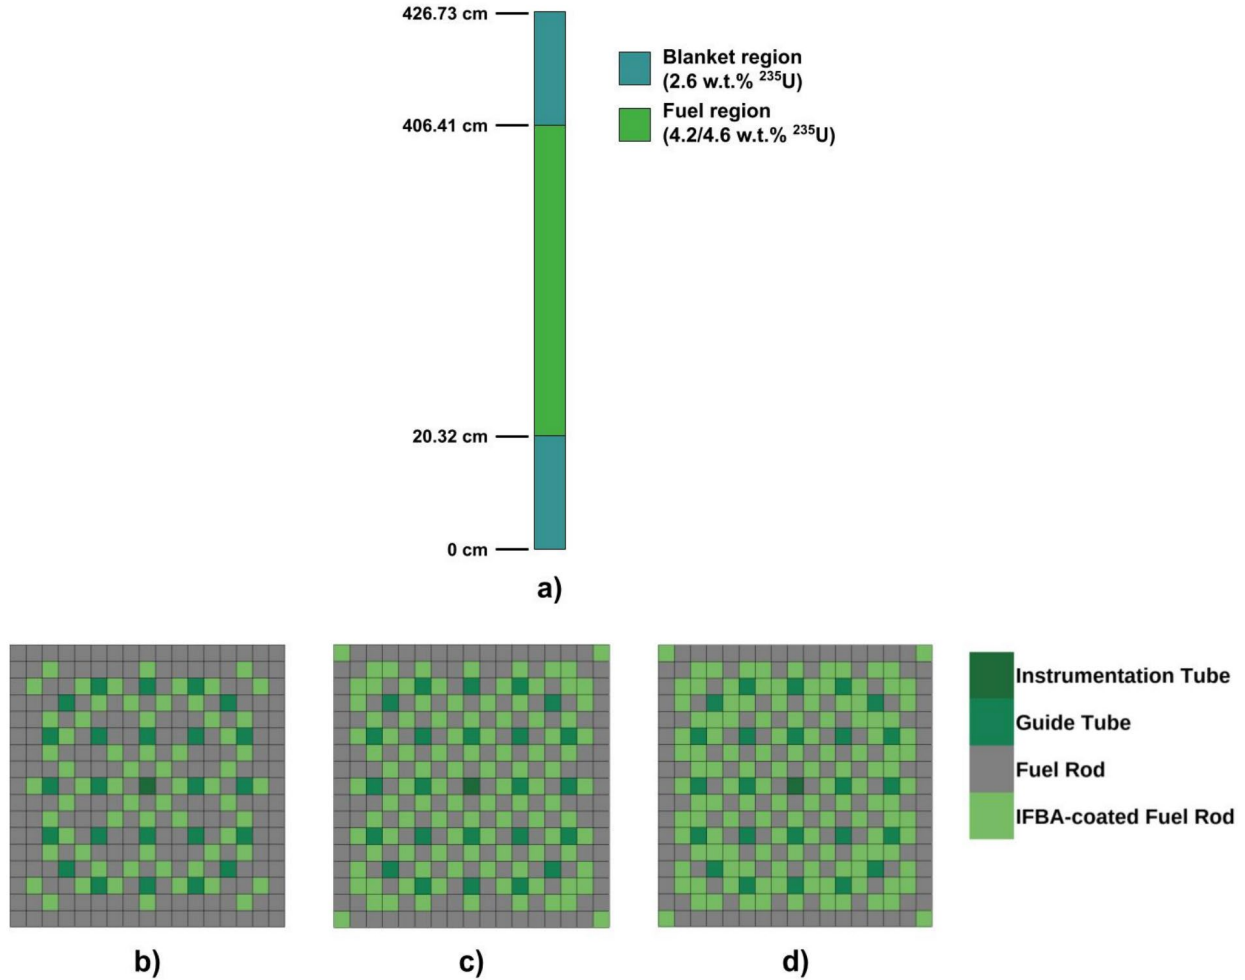 426.73 cm
Blanket region
(2.6 w.t.% ²³⁵U)
Fuel region
(4.2/4.6 w.t.% ²³⁵U)
406.41 cm
20.32 cm
0 cm
a)
Instrumentation Tube
Guide Tube
Fuel Rod
IFBA-coated Fuel Rod
b)
c)
d)